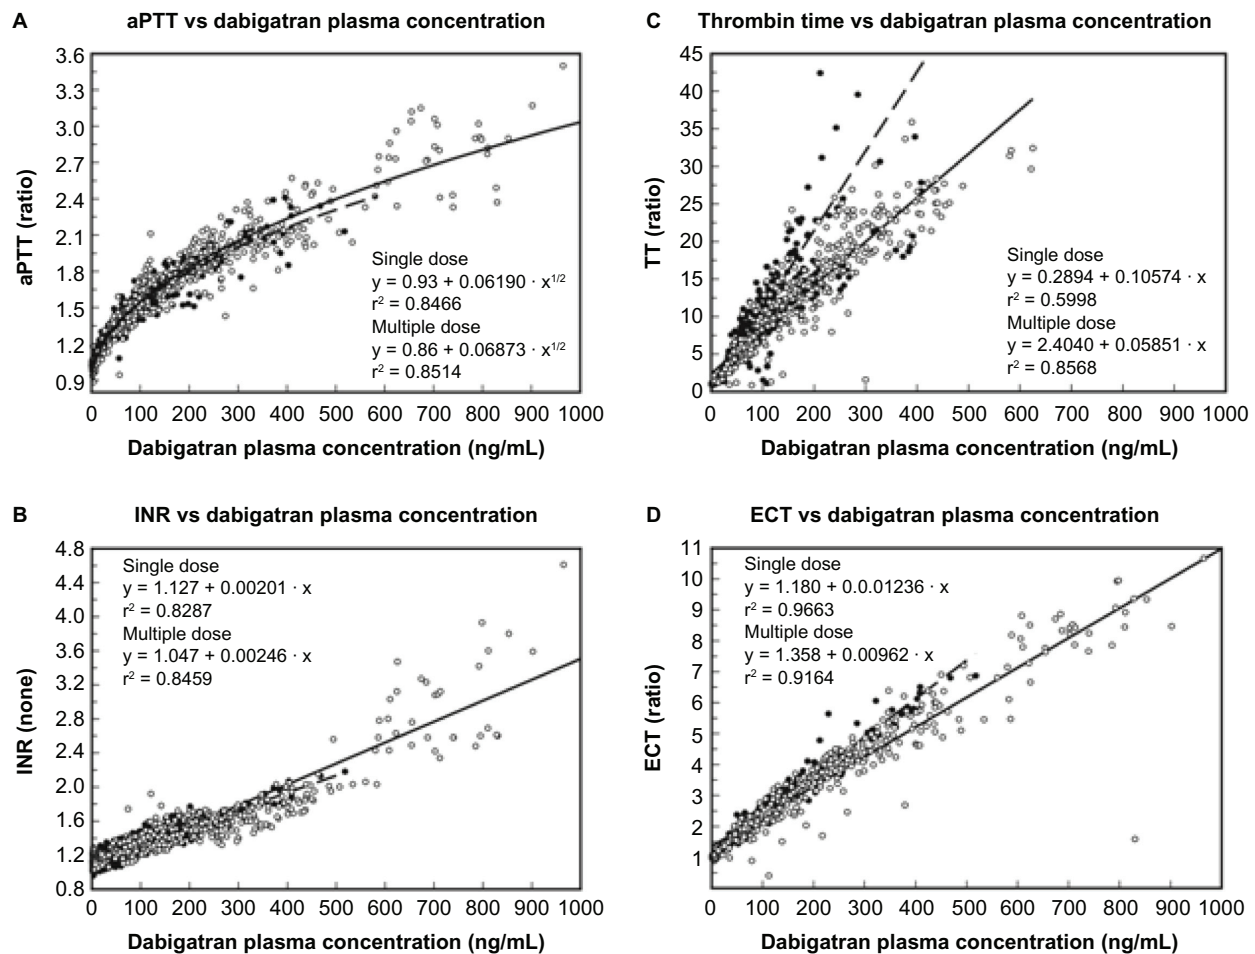 A
aPTT vs dabigatran plasma concentration
3.6
3.3
3.0
2.7
2.4
2.1
1.8
1.5
1.2
0.9
aPTT (ratio)
Single dose
y = 0.93 + 0.06190 · x^1/2
r² = 0.8466
Multiple dose
y = 0.86 + 0.06873 · x^1/2
r² = 0.8514
0 100 200 300 400 500 600 700 800 900 1000
Dabigatran plasma concentration (ng/mL)
C
Thrombin time vs dabigatran plasma concentration
45
40
35
30
25
20
15
10
5
0
TT (ratio)
Single dose
y = 0.2894 + 0.10574 · x
r² = 0.5998
Multiple dose
y = 2.4040 + 0.05851 · x
r² = 0.8568
0 100 200 300 400 500 600 700 800 900 1000
Dabigatran plasma concentration (ng/mL)
B
INR vs dabigatran plasma concentration
4.8
4.4
4.0
3.6
3.2
2.8
2.4
2.0
1.6
1.2
0.8
INR (none)
Single dose
y = 1.127 + 0.00201 · x
r² = 0.8287
Multiple dose
y = 1.047 + 0.00246 · x
r² = 0.8459
0 100 200 300 400 500 600 700 800 900 1000
Dabigatran plasma concentration (ng/mL)
D
ECT vs dabigatran plasma concentration
11
10
9
8
7
6
5
4
3
2
1
ECT (ratio)
Single dose
y = 1.180 + 0.0.01236 · x
r² = 0.9663
Multiple dose
y = 1.358 + 0.00962 · x
r² = 0.9164
0 100 200 300 400 500 600 700 800 900 1000
Dabigatran plasma concentration (ng/mL)